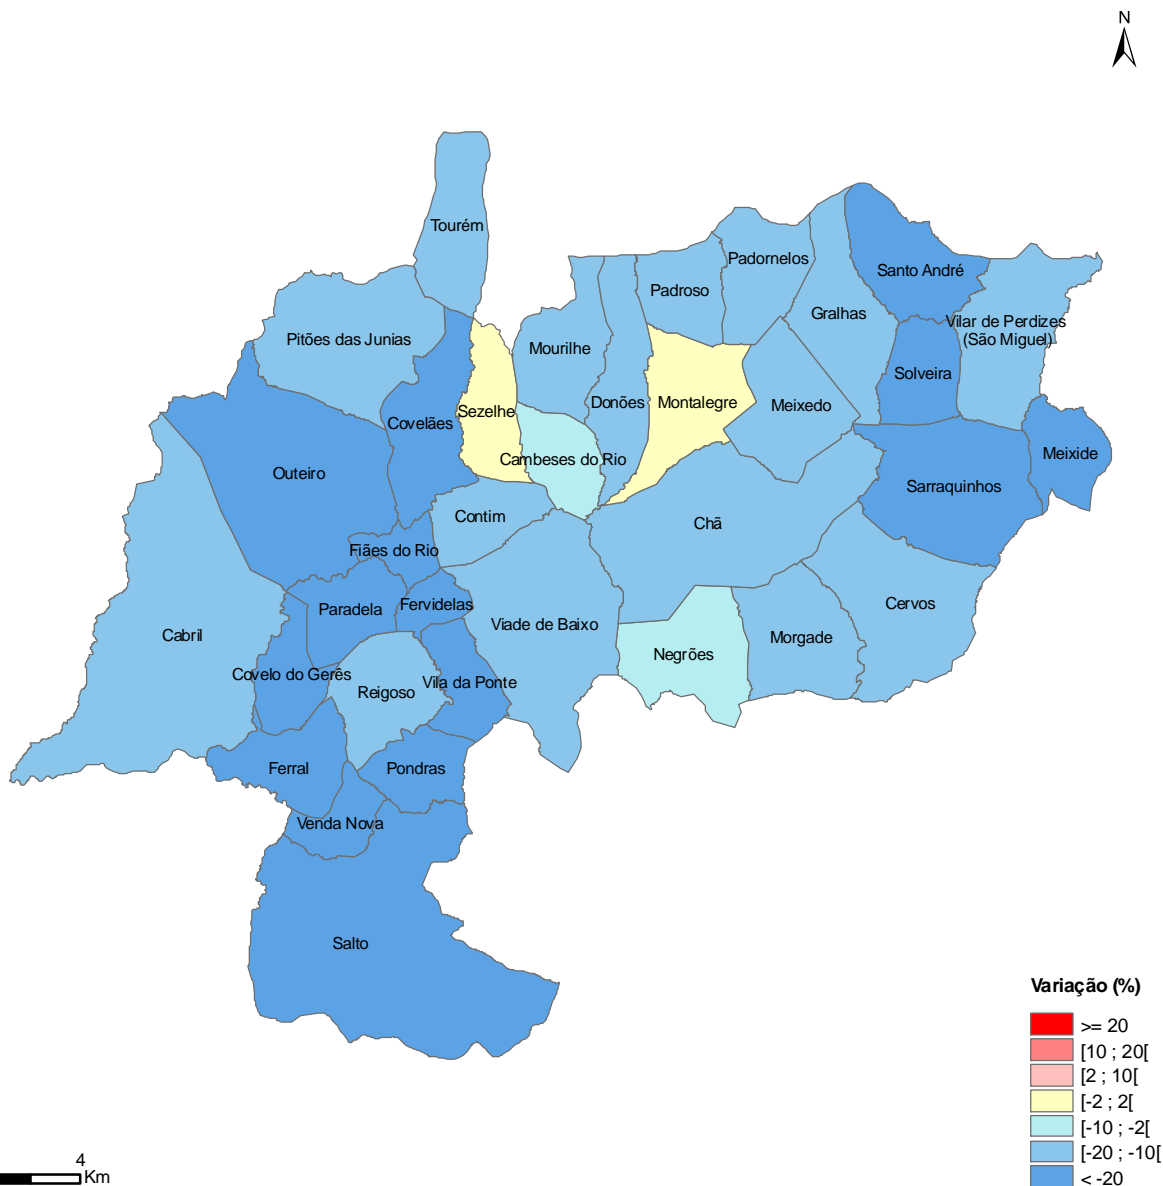 N
Tourém
Padornelos
Santo André
Padroso
Gralhas
Vilar de Perdizes
(São Miguel)
Pitões das Junias
Mourilhe
Solveira
Donões
Montalegre
Meixedo
Sezelhe
Covelães
Meixide
Cambeses do Rio
Outeiro
Sarraquinhos
Contim
Chã
Fiães do Rio
Fervidelas
Cervos
Paradela
Viade de Baixo
Cabril
Morgade
Negrões
Covelo do Gerês
Vila da Ponte
Reigoso
Ferral
Pondras
Venda Nova
Salto
Variação (%)
>= 20
[10 ; 20[
[2 ; 10[
[-2 ; 2[
[-10 ; -2[
[-20 ; -10[
< -20
4
Km